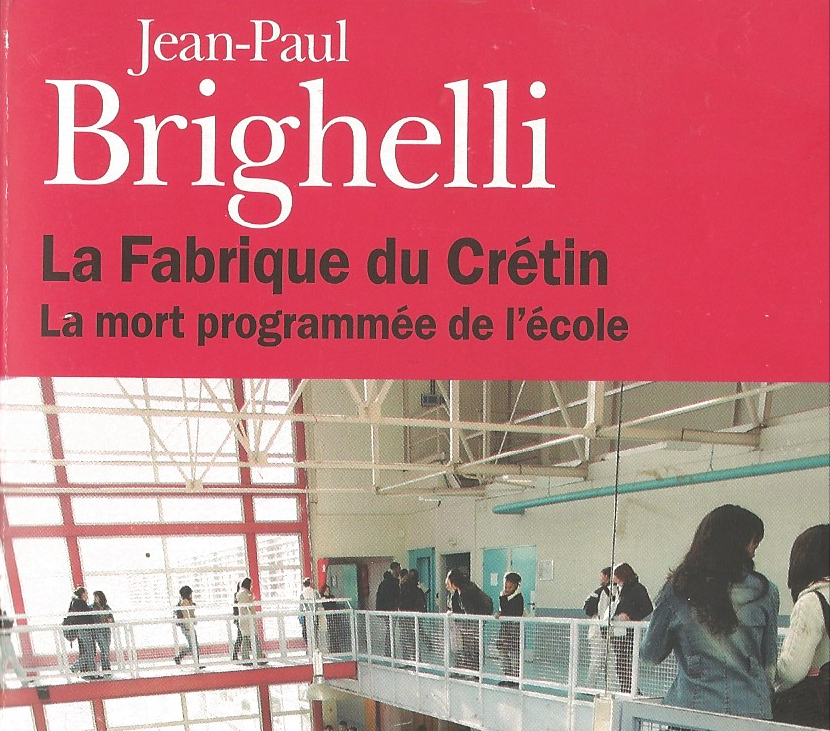 Jean-Paul
Brighelli
La Fabrique du Crétin
La mort programmée de l'école